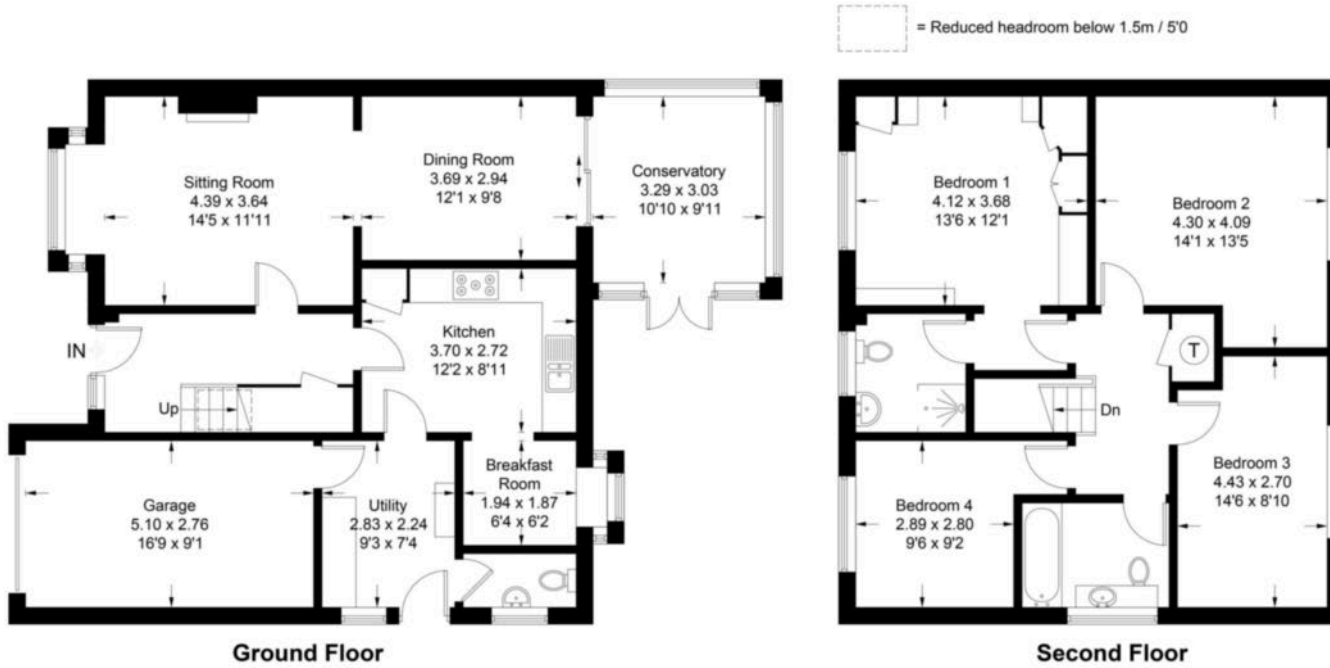 = Reduced headroom below 1.5m / 5'0
Sitting Room
4.39 x 3.64
14'5 x 11'11
Dining Room
3.69 x 2.94
12'1 x 9'8
Conservatory
3.29 x 3.03
10'10 x 9'11
IN
Kitchen
3.70 x 2.72
12'2 x 8'11
Up
Garage
5.10 x 2.76
16'9 x 9'1
Utility
2.83 x 2.24
9'3 x 7'4
Breakfast
Room
1.94 x 1.87
6'4 x 6'2
Ground Floor
Bedroom 1
4.12 x 3.68
13'6 x 12'1
Bedroom 2
4.30 x 4.09
14'1 x 13'5
T
Dn
Bedroom 3
4.43 x 2.70
14'6 x 8'10
Bedroom 4
2.89 x 2.80
9'6 x 9'2
Second Floor